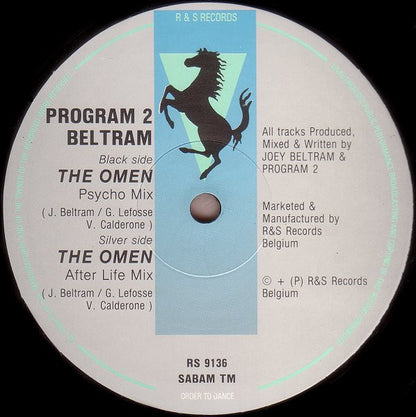 R & S RECORDS
PROGRAM 2
BELTRAM
Black side
THE OMEN
Psycho Mix
( J. Beltram / G. Lefosse
V. Calderone )
Silver side
THE OMEN
After Life Mix
( J. Beltram / G. Lefosse
V. Calderone )
All tracks Produced,
Mixed & Written by
JOEY BELTRAM &
PROGRAM 2
Marketed &
Manufactured by
R&S Records
Belgium
© + (P) R&S Records
Belgium
RS 9136
SABAM TM
ORDER TO DANCE